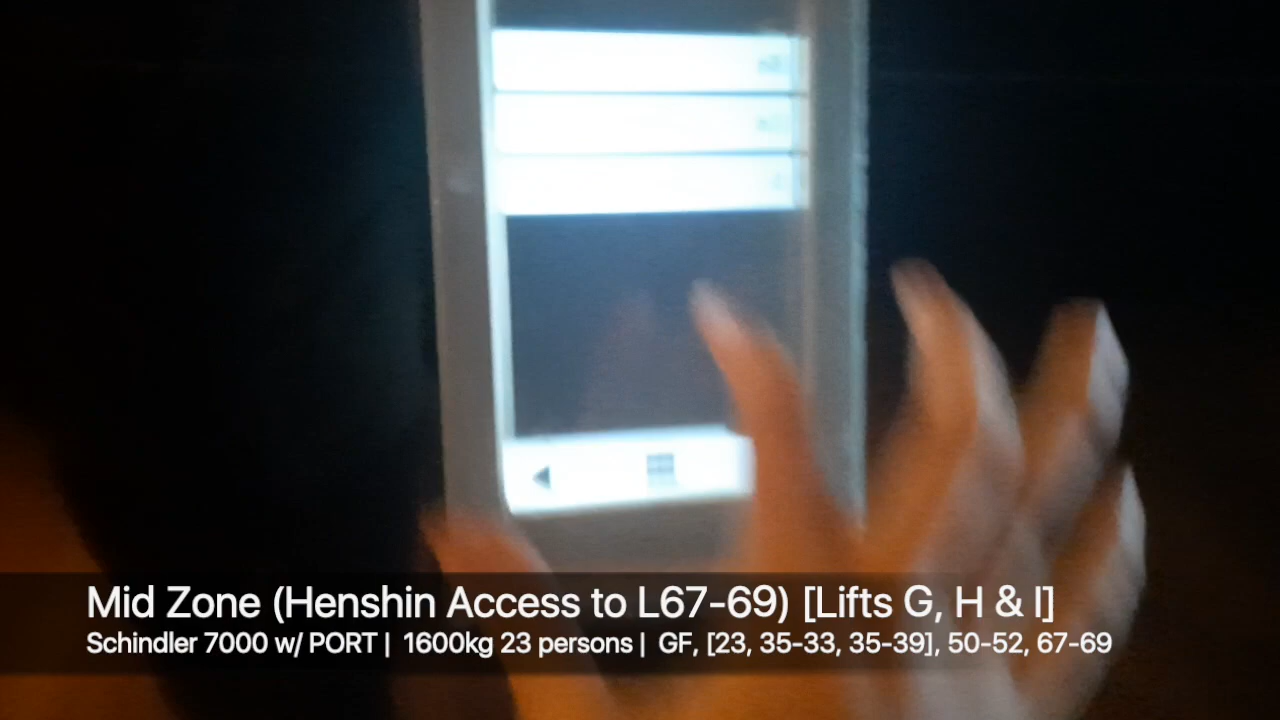 Mid Zone (Henshin Access to L67-69) [Lifts G, H & I]
Schindler 7000 w/ PORT | 1600kg 23 persons | GF, [23, 35-33, 35-39], 50-52, 67-69